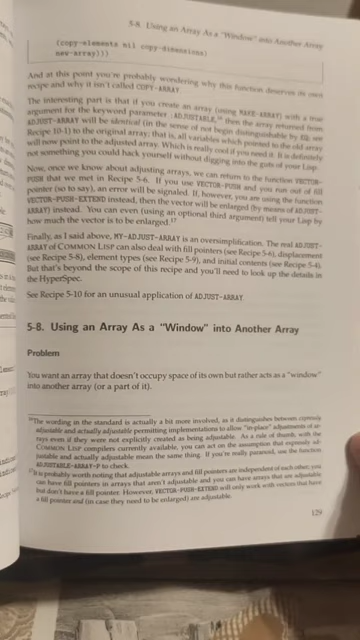 5-8. Using an Array As a "Window" into Another Array
(copy-elements nil copy-dimensions)
new-array)))
And at this point you're probably wondering why this function deserves its own
recipe and why it isn't called COPY-ARRAY.
The interesting part is that if you create an array (using MAKE-ARRAY) with a true
argument for the keyword parameter :ADJUSTABLE,16 then the array returned from
ADJUST-ARRAY will be identical (in the sense of not begin distinguishable by EQ; see
Recipe 10-1) to the original array; that is, all variables which pointed to the old array
will now point to the adjusted array. Which is really cool if you need it. It is definitely
not something you could hack yourself without digging into the guts of your Lisp.
Now, once we know about adjusting arrays, we can return to the function VECTOR-
PUSH that we met in Recipe 5-6. If you use VECTOR-PUSH and you run out of fill
pointer (so to say), an error will be signaled. If, however, you are using the function
VECTOR-PUSH-EXTEND instead, then the vector will be enlarged (by means of ADJUST-
ARRAY) instead. You can even (using an optional third argument) tell your Lisp by
how much the vector is to be enlarged.17
Finally, as I said above, MY-ADJUST-ARRAY is an oversimplification. The real ADJUST-
ARRAY of COMMON LISP can also deal with fill pointers (see Recipe 5-6), displacement
(see Recipe 5-8), element types (see Recipe 5-9), and initial contents (see Recipe 5-4).
But that's beyond the scope of this recipe and you'll need to look up the details in
the HyperSpec.
See Recipe 5-10 for an unusual application of ADJUST-ARRAY.
5-8. Using an Array As a "Window" into Another Array
Problem
You want an array that doesn't occupy space of its own but rather acts as a "window"
into another array (or a part of it).
16The wording in the standard is actually a bit more involved, as it distinguishes between expressly
adjustable and actually adjustable permitting implementations to allow "in-place" adjustments of ar-
rays even if they were not explicitly created as being adjustable. As a rule of thumb, with the
COMMON LISP compilers currently available, you can act on the assumption that expressly ad-
justable and actually adjustable mean the same thing. If you're really paranoid, use the function
ADJUSTABLE-ARRAY-P to check.
17It is probably worth noting that adjustable arrays and fill pointers are independent of each other; you
can have fill pointers in arrays that aren't adjustable and you can have arrays that are adjustable
but don't have a fill pointer. However, VECTOR-PUSH-EXTEND will only work with vectors that have
a fill pointer and (in case they need to be enlarged) are adjustable.
129